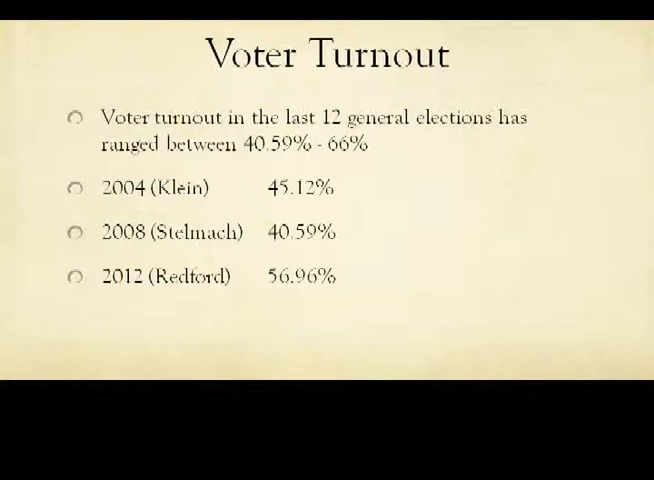 Voter Turnout
Voter turnout in the last 12 general elections has
ranged between 40.59% - 66%
2004 (Klein) 45.12%
2008 (Stelmach) 40.59%
2012 (Redford) 56.96%